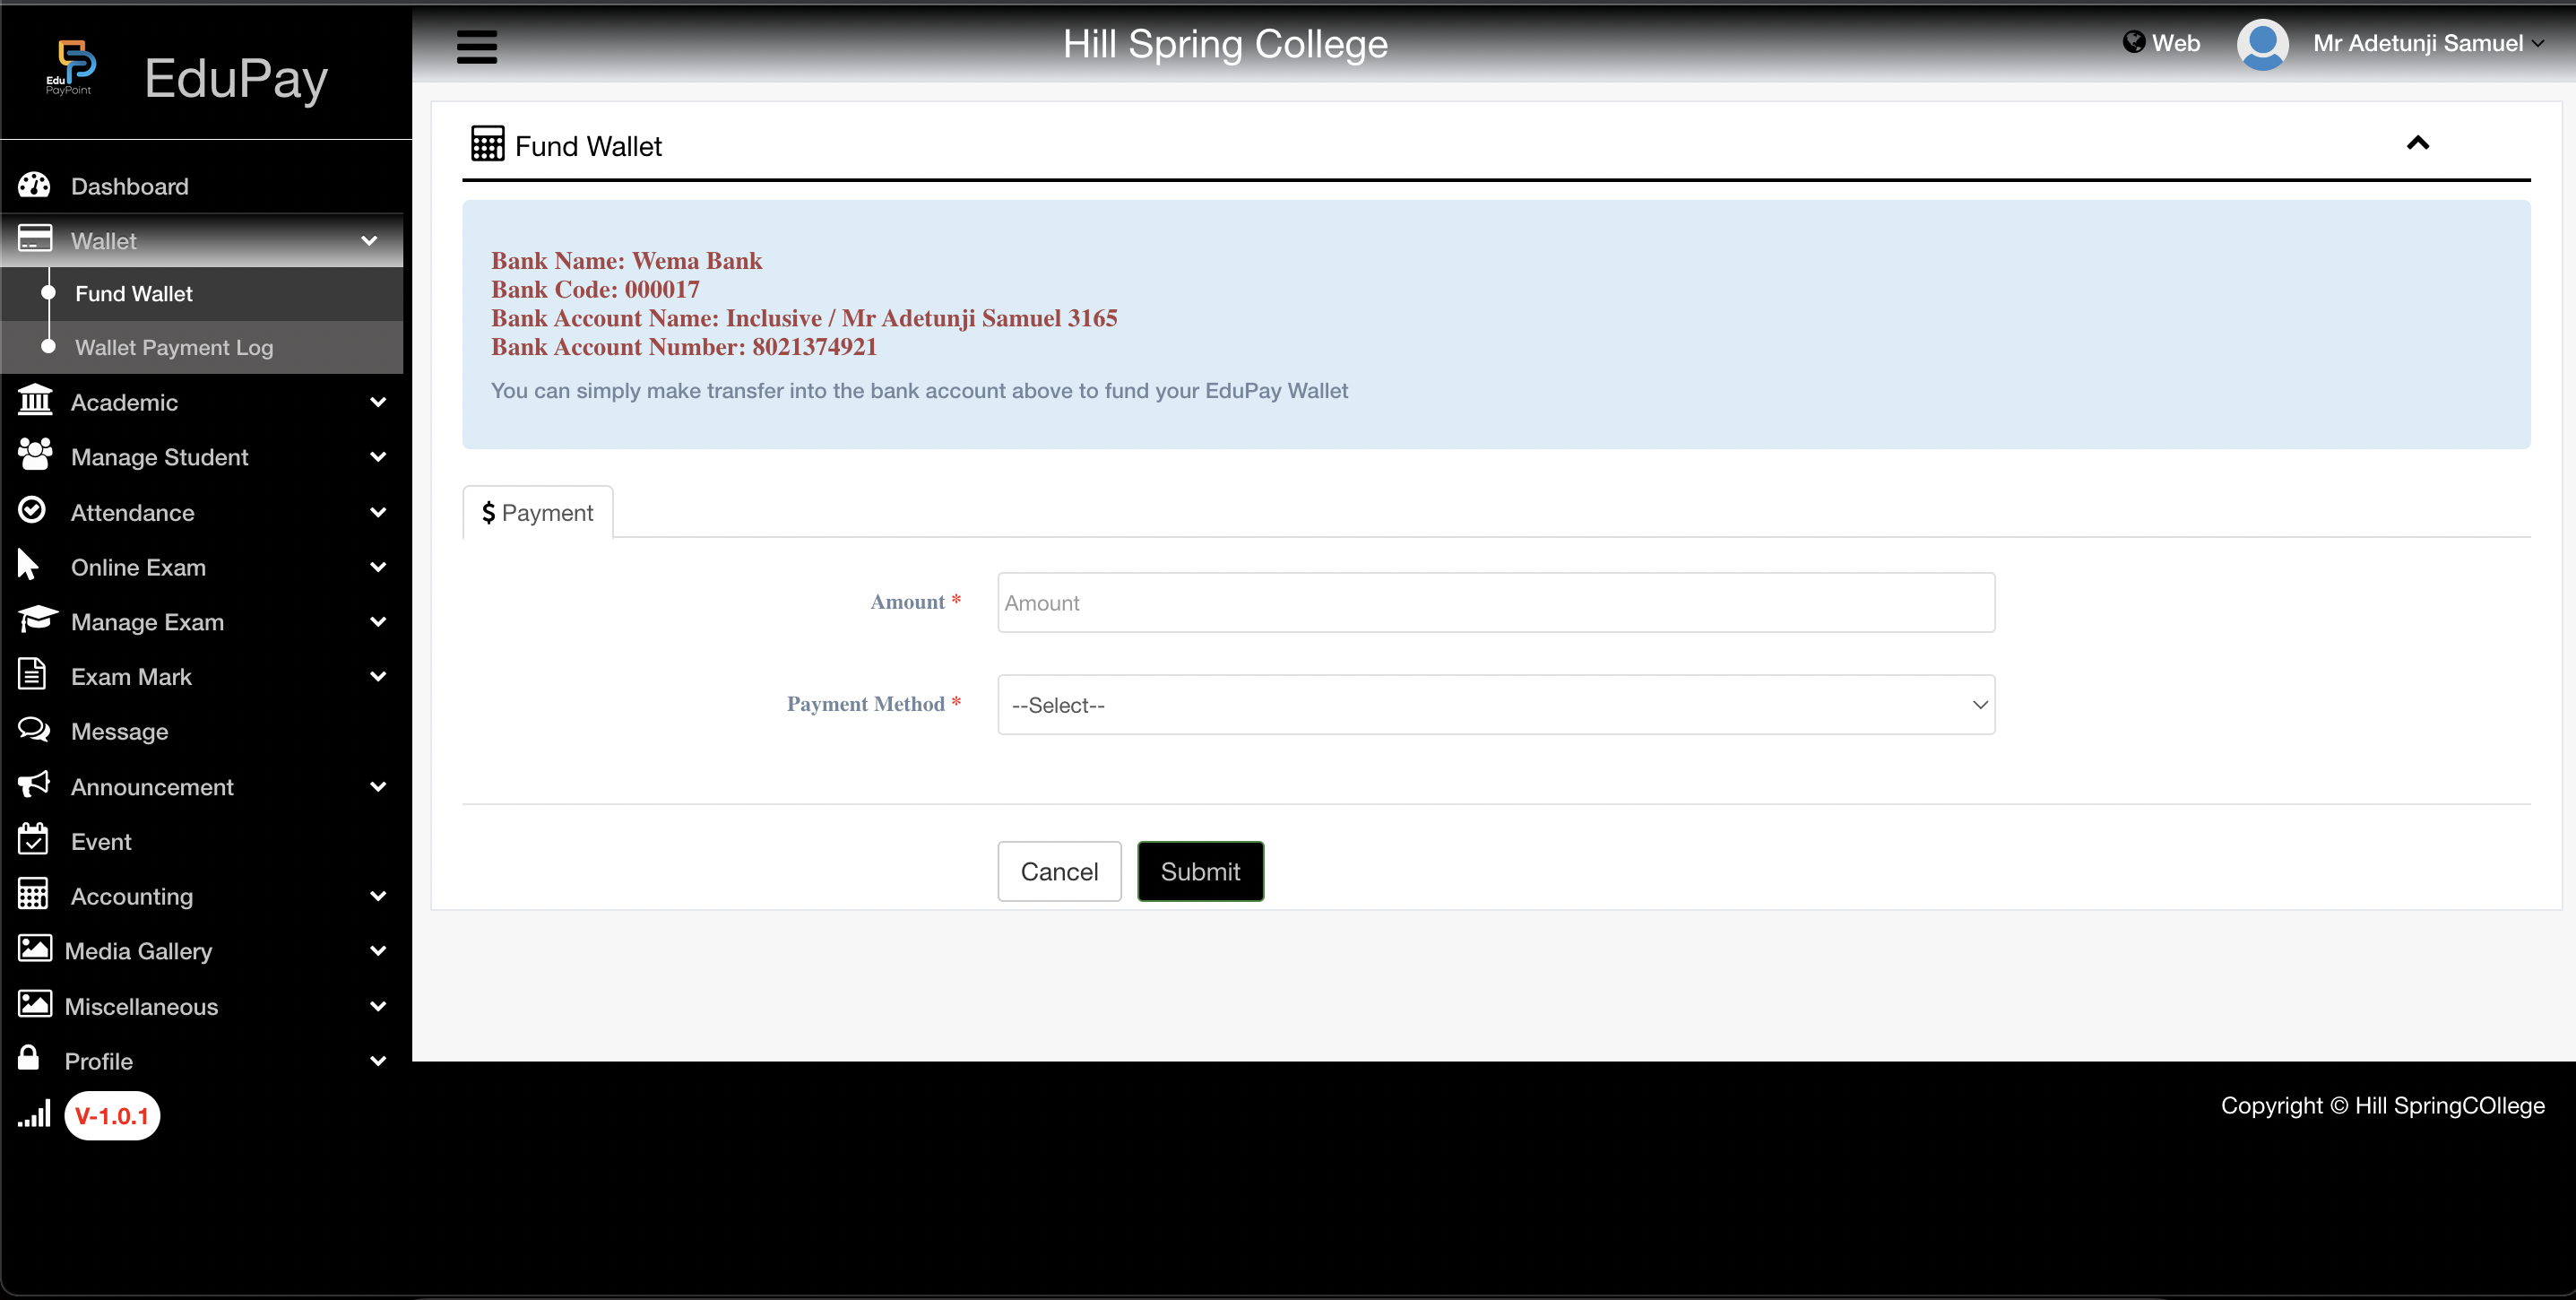 Edu
PayPoint
EduPay
Hill Spring College
Web
Mr Adetunji Samuel
Dashboard
Wallet
Fund Wallet
Wallet Payment Log
Academic
Manage Student
Attendance
Online Exam
Manage Exam
Exam Mark
Message
Announcement
Event
Accounting
Media Gallery
Miscellaneous
Profile
V-1.0.1
Fund Wallet
Bank Name: Wema Bank
Bank Code: 000017
Bank Account Name: Inclusive / Mr Adetunji Samuel 3165
Bank Account Number: 8021374921
You can simply make transfer into the bank account above to fund your EduPay Wallet
$ Payment
Amount *
Amount
Payment Method *
--Select--
Cancel
Submit
Copyright © Hill SpringCOllege